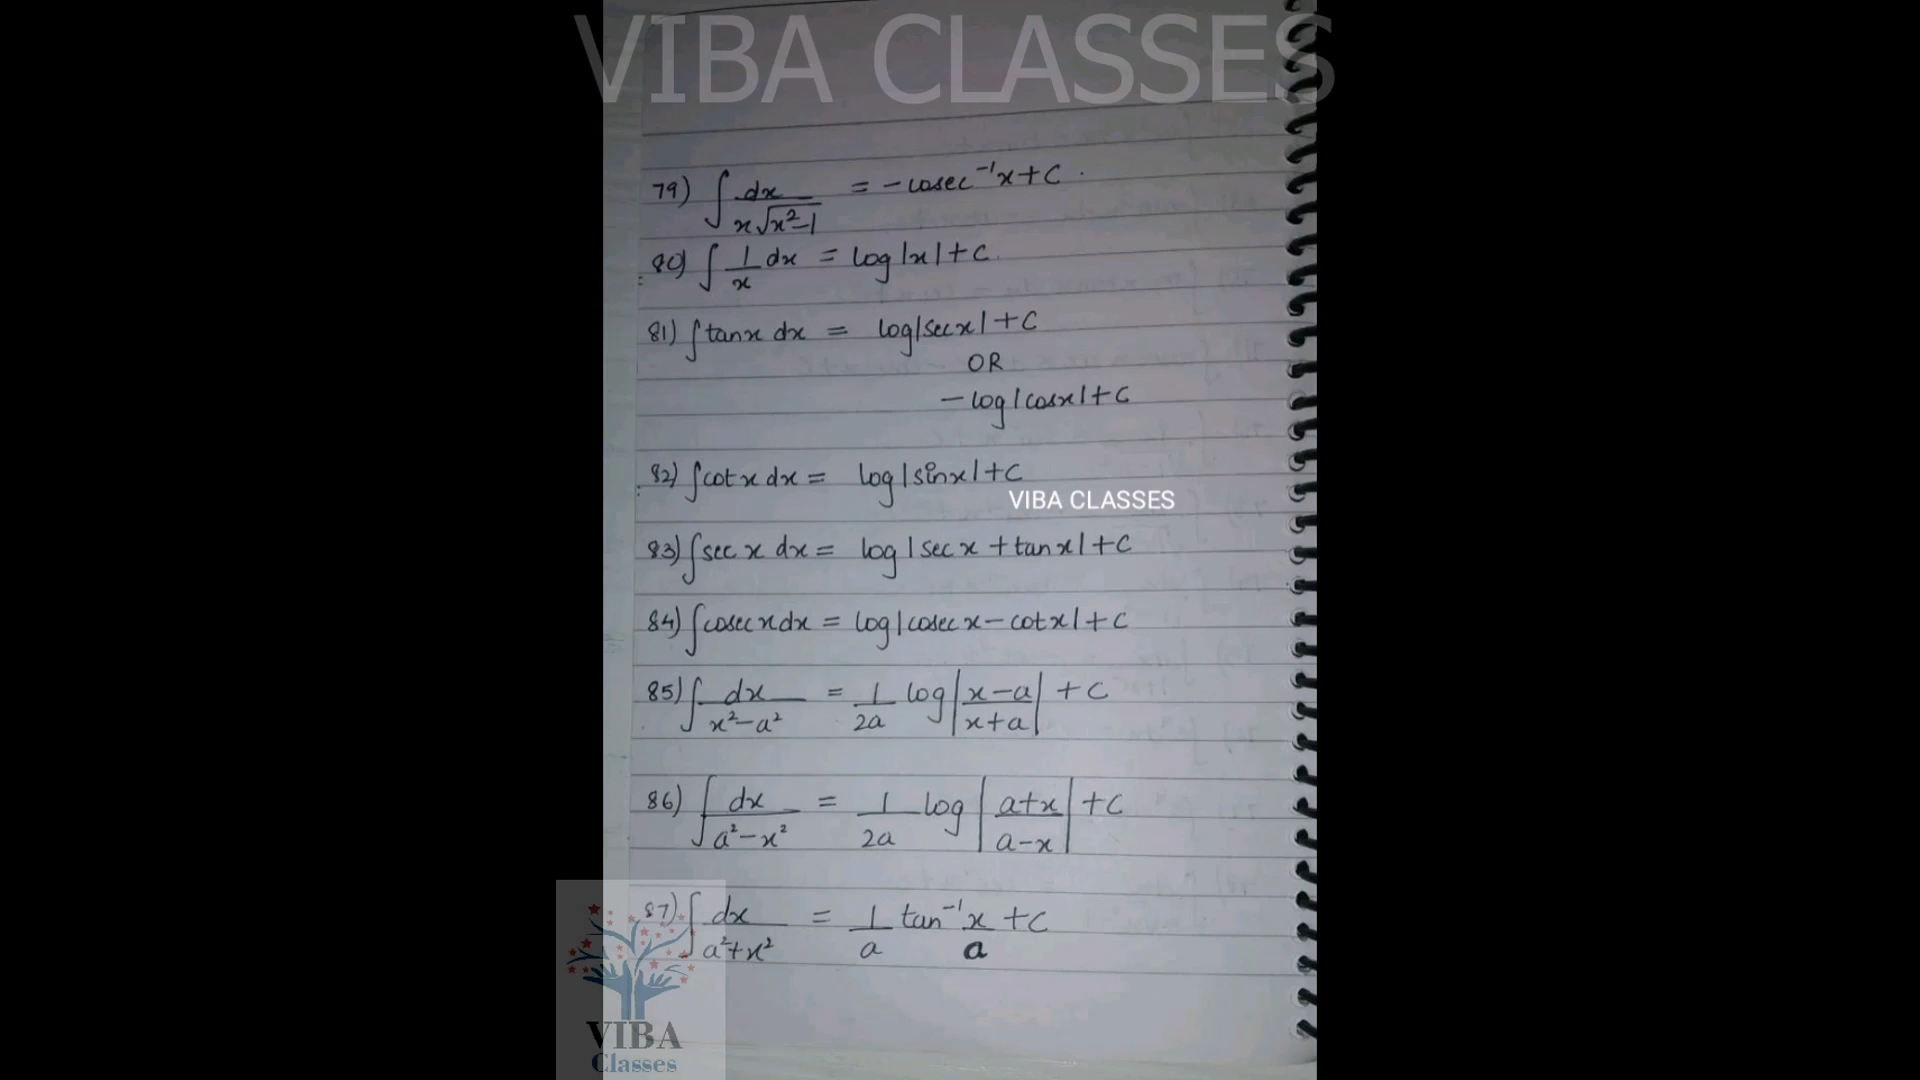 VIBA CLASSES
79) ∫ dx / x√x²-1 = -cosec⁻¹x+C.
80) ∫ 1/x dx = log|x|+C.
81) ∫tanx dx = log|secx|+C
OR
-log|cosx|+C
82) ∫cotx dx = log|sinx|+C
VIBA CLASSES
83) ∫sec x dx = log|sec x +tanx|+C
84) ∫cosec x dx = log|cosec x - cotx|+C
85) ∫ dx / x²-a² = 1/2a log |x-a / x+a| +C
86) ∫ dx / a²-x² = 1/2a log |a+x / a-x| +C
87) ∫ dx / a²+x² = 1/a tan⁻¹ x/a +C
VIBA
Classes